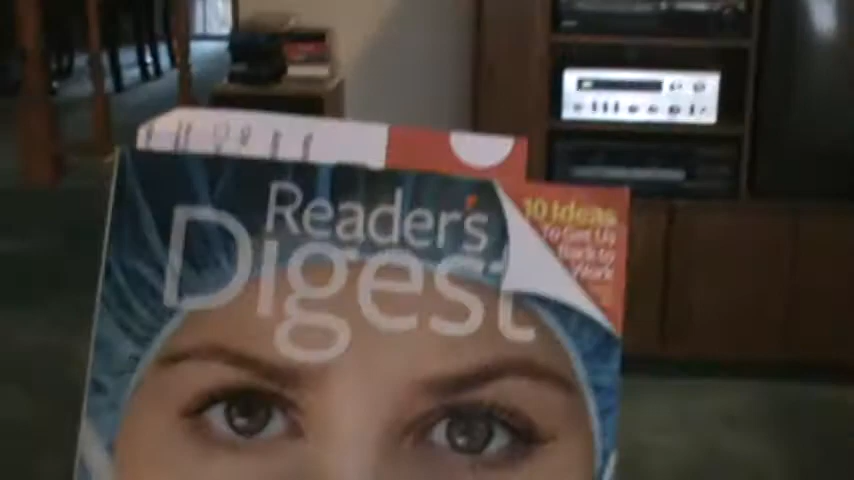 Reader's
Digest
10 Ideas
To Get Us
Back to
Work